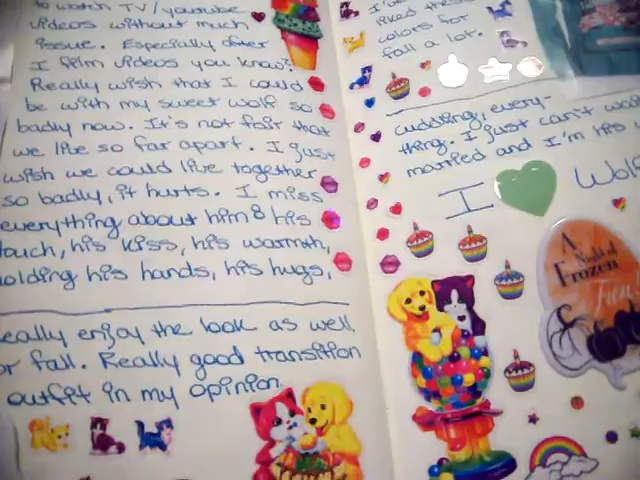 to watch TV/youtube
videos without much
issue. Especially after
I film videos you know?
Really wish that I could
be with my sweet wolf so
badly now. It's not fair that
we live so far apart. I just
wish we could live together
so badly, it hurts. I miss
everything about him & his
touch, his kiss, his warmth,
holding his hands, his hugs,
really enjoy the look as well
for fall. Really good transition
outfit in my opinion.
I've
liked these
colors for
fall a lot.
cuddling, every-
thing. I just can't wait
married and I'm his
I Wolf
A
Night of
Frozen
Fun!